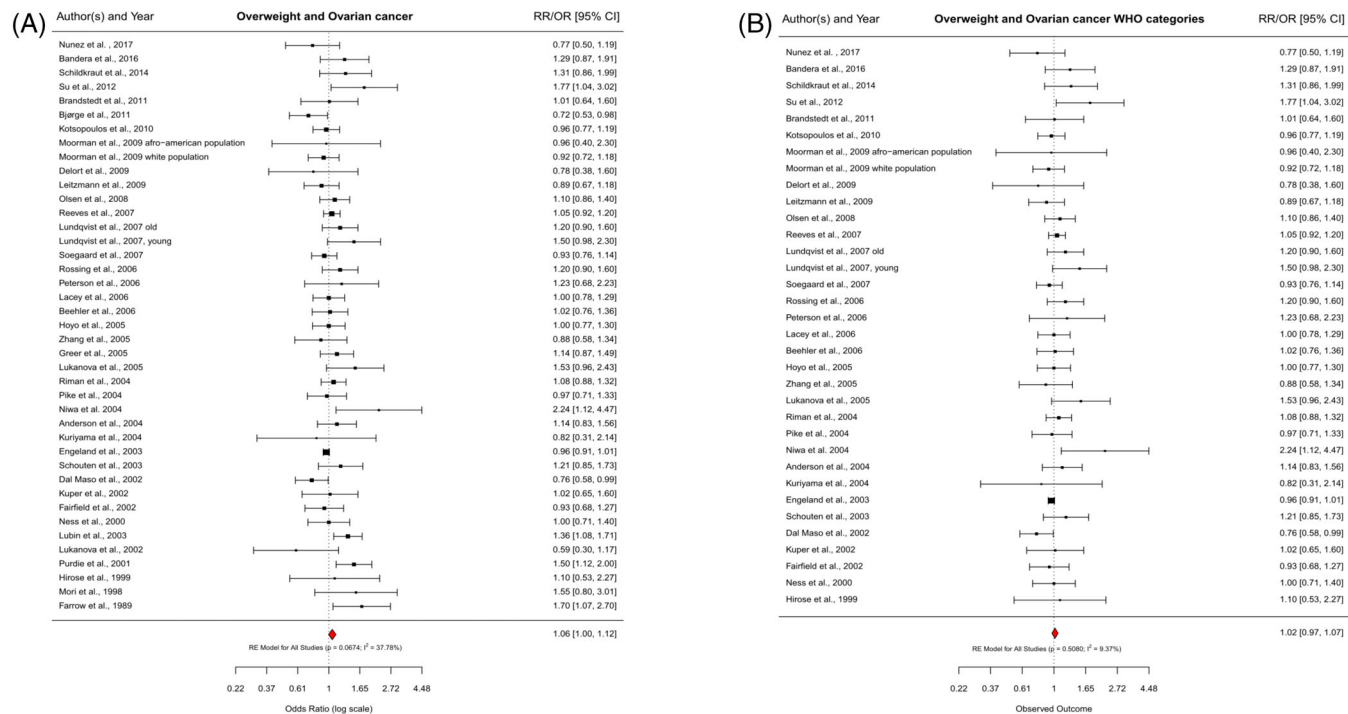 (A)
Author(s) and Year Overweight and Ovarian cancer RR/OR [95% CI]
Nunez et al. , 2017 0.77 [0.50, 1.19]
Bandera et al., 2016 1.29 [0.87, 1.91]
Schildkraut et al., 2014 1.31 [0.86, 1.99]
Su et al., 2012 1.77 [1.04, 3.02]
Brandstedt et al., 2011 1.01 [0.64, 1.60]
Bjørge et al., 2011 0.72 [0.53, 0.98]
Kotsopoulos et al., 2010 0.96 [0.77, 1.19]
Moorman et al., 2009 afro−american population 0.96 [0.40, 2.30]
Moorman et al., 2009 white population 0.92 [0.72, 1.18]
Delort et al., 2009 0.78 [0.38, 1.60]
Leitzmann et al., 2009 0.89 [0.67, 1.18]
Olsen et al., 2008 1.10 [0.86, 1.40]
Reeves et al., 2007 1.05 [0.92, 1.20]
Lundqvist et al., 2007 old 1.20 [0.90, 1.60]
Lundqvist et al., 2007, young 1.50 [0.98, 2.30]
Soegaard et al., 2007 0.93 [0.76, 1.14]
Rossing et al., 2006 1.20 [0.90, 1.60]
Peterson et al., 2006 1.23 [0.68, 2.23]
Lacey et al., 2006 1.00 [0.78, 1.29]
Beehler et al., 2006 1.02 [0.76, 1.36]
Hoyo et al., 2005 1.00 [0.77, 1.30]
Zhang et al., 2005 0.88 [0.58, 1.34]
Greer et al., 2005 1.14 [0.87, 1.49]
Lukanova et al., 2005 1.53 [0.96, 2.43]
Riman et al., 2004 1.08 [0.88, 1.32]
Pike et al., 2004 0.97 [0.71, 1.33]
Niwa et al. 2004 2.24 [1.12, 4.47]
Anderson et al., 2004 1.14 [0.83, 1.56]
Kuriyama et al., 2004 0.82 [0.31, 2.14]
Engeland et al., 2003 0.96 [0.91, 1.01]
Schouten et al., 2003 1.21 [0.85, 1.73]
Dal Maso et al., 2002 0.76 [0.58, 0.99]
Kuper et al., 2002 1.02 [0.65, 1.60]
Fairfield et al., 2002 0.93 [0.68, 1.27]
Ness et al., 2000 1.00 [0.71, 1.40]
Lubin et al., 2003 1.36 [1.08, 1.71]
Lukanova et al., 2002 0.59 [0.30, 1.17]
Purdie et al., 2001 1.50 [1.12, 2.00]
Hirose et al., 1999 1.10 [0.53, 2.27]
Mori et al., 1998 1.55 [0.80, 3.01]
Farrow et al., 1989 1.70 [1.07, 2.70]
1.06 [1.00, 1.12]
RE Model for All Studies (p = 0.0674; I² = 37.78%)
0.22 0.37 0.61 1 1.65 2.72 4.48
Odds Ratio (log scale)
(B)
Author(s) and Year Overweight and Ovarian cancer WHO categories RR/OR [95% CI]
Nunez et al. , 2017 0.77 [0.50, 1.19]
Bandera et al., 2016 1.29 [0.87, 1.91]
Schildkraut et al., 2014 1.31 [0.86, 1.99]
Su et al., 2012 1.77 [1.04, 3.02]
Brandstedt et al., 2011 1.01 [0.64, 1.60]
Kotsopoulos et al., 2010 0.96 [0.77, 1.19]
Moorman et al., 2009 afro−american population 0.96 [0.40, 2.30]
Moorman et al., 2009 white population 0.92 [0.72, 1.18]
Delort et al., 2009 0.78 [0.38, 1.60]
Leitzmann et al., 2009 0.89 [0.67, 1.18]
Olsen et al., 2008 1.10 [0.86, 1.40]
Reeves et al., 2007 1.05 [0.92, 1.20]
Lundqvist et al., 2007 old 1.20 [0.90, 1.60]
Lundqvist et al., 2007, young 1.50 [0.98, 2.30]
Soegaard et al., 2007 0.93 [0.76, 1.14]
Rossing et al., 2006 1.20 [0.90, 1.60]
Peterson et al., 2006 1.23 [0.68, 2.23]
Lacey et al., 2006 1.00 [0.78, 1.29]
Beehler et al., 2006 1.02 [0.76, 1.36]
Hoyo et al., 2005 1.00 [0.77, 1.30]
Zhang et al., 2005 0.88 [0.58, 1.34]
Lukanova et al., 2005 1.53 [0.96, 2.43]
Riman et al., 2004 1.08 [0.88, 1.32]
Pike et al., 2004 0.97 [0.71, 1.33]
Niwa et al. 2004 2.24 [1.12, 4.47]
Anderson et al., 2004 1.14 [0.83, 1.56]
Kuriyama et al., 2004 0.82 [0.31, 2.14]
Engeland et al., 2003 0.96 [0.91, 1.01]
Schouten et al., 2003 1.21 [0.85, 1.73]
Dal Maso et al., 2002 0.76 [0.58, 0.99]
Kuper et al., 2002 1.02 [0.65, 1.60]
Fairfield et al., 2002 0.93 [0.68, 1.27]
Ness et al., 2000 1.00 [0.71, 1.40]
Hirose et al., 1999 1.10 [0.53, 2.27]
1.02 [0.97, 1.07]
RE Model for All Studies (p = 0.5080; I² = 9.37%)
0.22 0.37 0.61 1 1.65 2.72 4.48
Observed Outcome